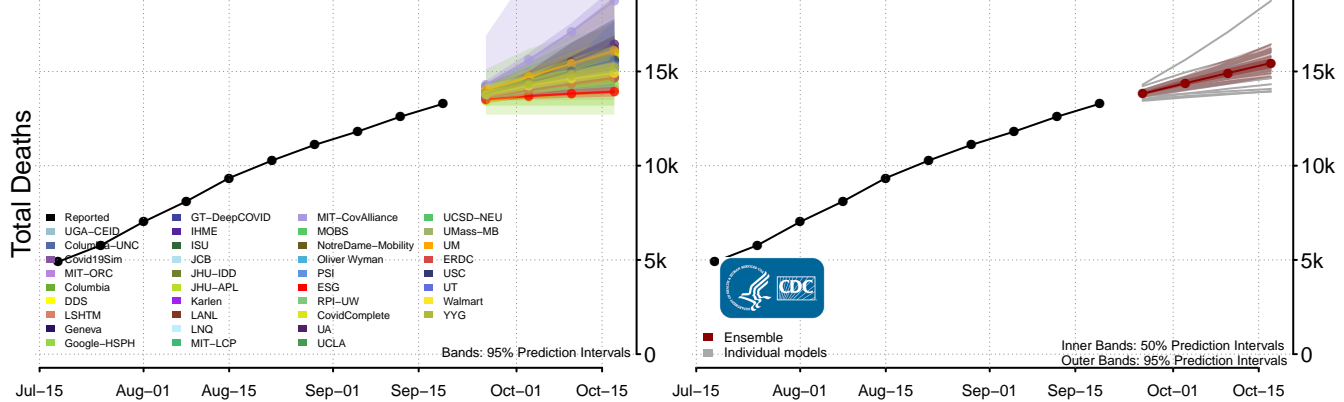 Total Deaths
15k
10k
5k
0
Reported
UGA−CEID
Columbia−UNC
Covid19Sim
MIT−ORC
Columbia
DDS
LSHTM
Geneva
Google−HSPH
GT−DeepCOVID
IHME
ISU
JCB
JHU−IDD
JHU−APL
Karlen
LANL
LNQ
MIT−LCP
MIT−CovAlliance
MOBS
NotreDame−Mobility
Oliver Wyman
PSI
ESG
RPI−UW
CovidComplete
UA
UCLA
UCSD−NEU
UMass−MB
UM
ERDC
USC
UT
Walmart
YYG
Bands: 95% Prediction Intervals
Jul−15 Aug−01 Aug−15 Sep−01 Sep−15 Oct−01 Oct−15
15k
10k
5k
0
CDC
Ensemble
Individual models
Inner Bands: 50% Prediction Intervals
Outer Bands: 95% Prediction Intervals
Jul−15 Aug−01 Aug−15 Sep−01 Sep−15 Oct−01 Oct−15